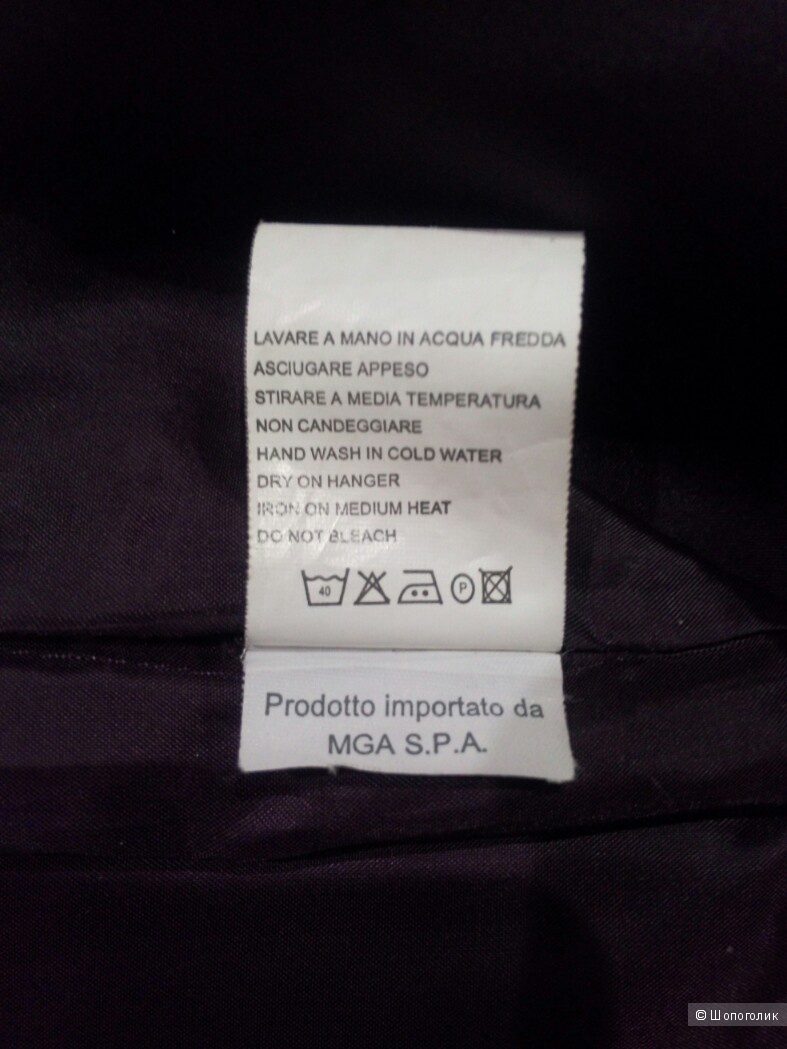 LAVARE A MANO IN ACQUA FREDDA
ASCIUGARE APPESO
STIRARE A MEDIA TEMPERATURA
NON CANDEGGIARE
HAND WASH IN COLD WATER
DRY ON HANGER
IRON ON MEDIUM HEAT
DO NOT BLEACH
40 P
Prodotto importato da
MGA S.P.A.
© Шопоголик